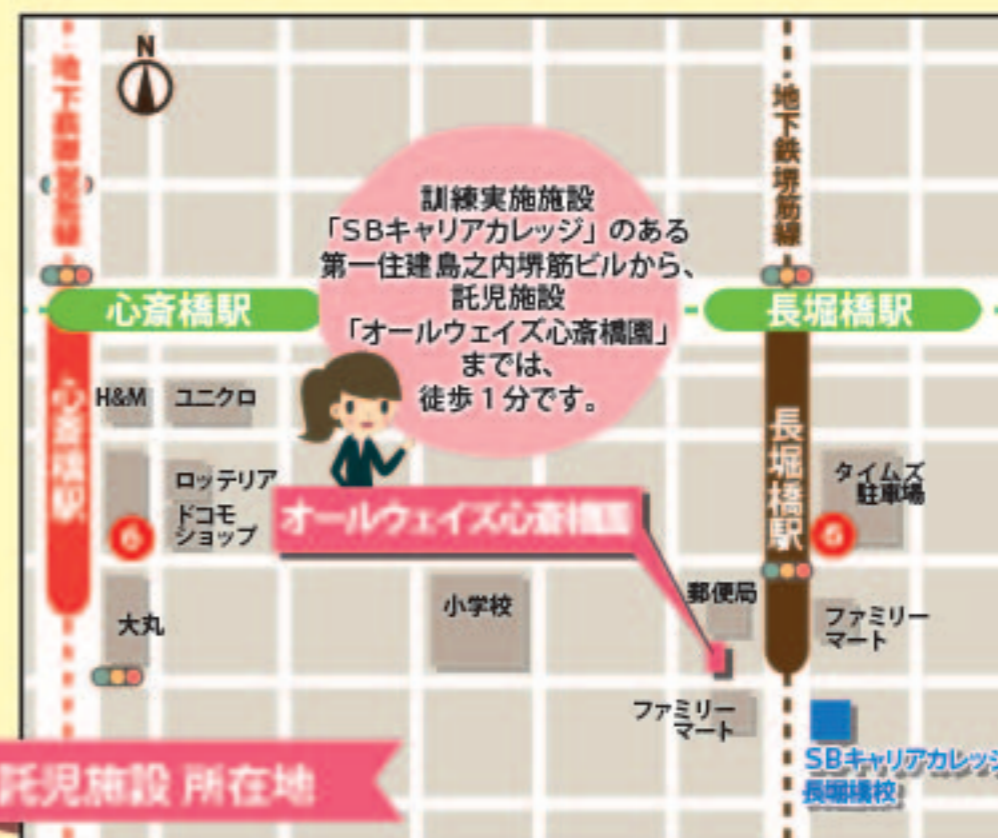 N
地下鉄御堂筋線
地下鉄堺筋線
訓練実施施設
「SBキャリアカレッジ」のある
第一住建島之内堺筋ビルから、
託児施設
「オールウェイズ心斎橋園」
までは、
徒歩1分です。
心斎橋駅
長堀橋駅
H&M
ユニクロ
心斎橋駅
長堀橋駅
ロッテリア
ドコモ
ショップ
タイムズ
駐車場
オールウェイズ心斎橋園
6
6
大丸
小学校
郵便局
ファミリー
マート
ファミリー
マート
SBキャリアカレッジ
長堀橋校
託児施設 所在地